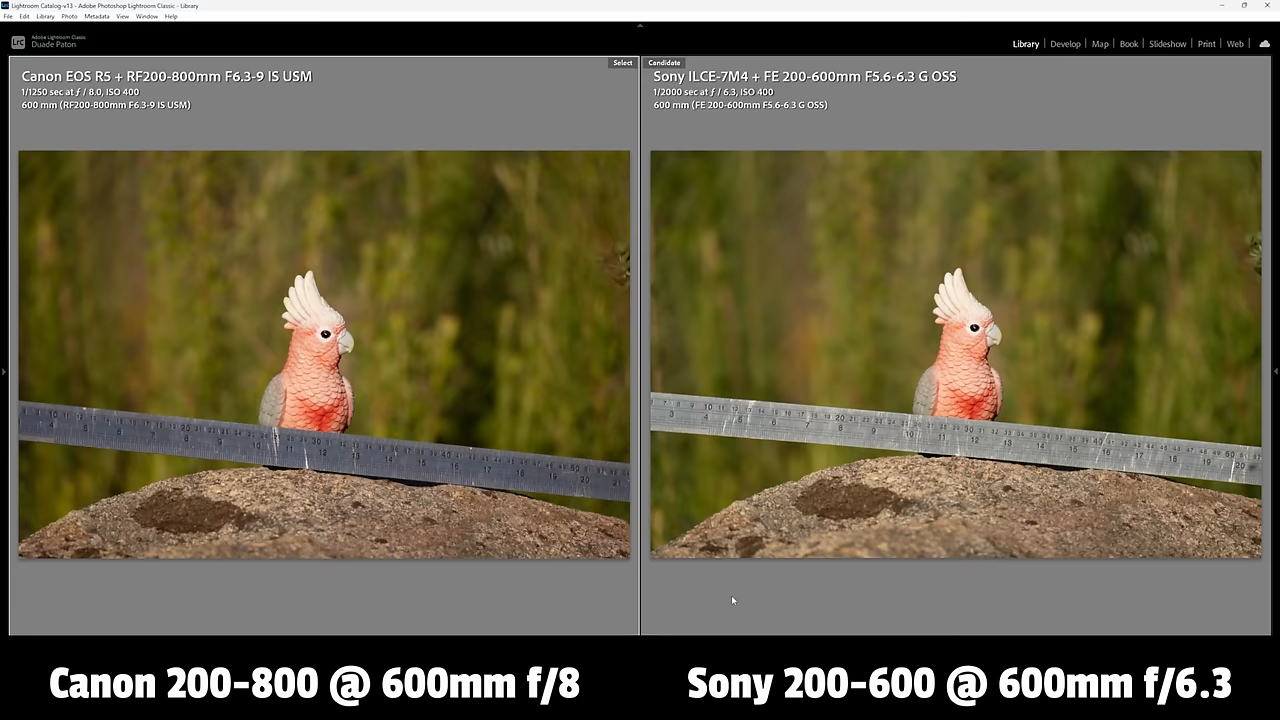 Lightroom Catalog-v13 - Adobe Photoshop Lightroom Classic - Library
File Edit Library Photo Metadata View Window Help
LrC
Adobe Lightroom Classic
Duade Paton
Library | Develop | Map | Book | Slideshow | Print | Web |
Select
Candidate
Canon EOS R5 + RF200-800mm F6.3-9 IS USM
1/1250 sec at ƒ / 8.0, ISO 400
600 mm (RF200-800mm F6.3-9 IS USM)
Sony ILCE-7M4 + FE 200-600mm F5.6-6.3 G OSS
1/2000 sec at ƒ / 6.3, ISO 400
600 mm (FE 200-600mm F5.6-6.3 G OSS)
Canon 200-800 @ 600mm f/8
Sony 200-600 @ 600mm f/6.3